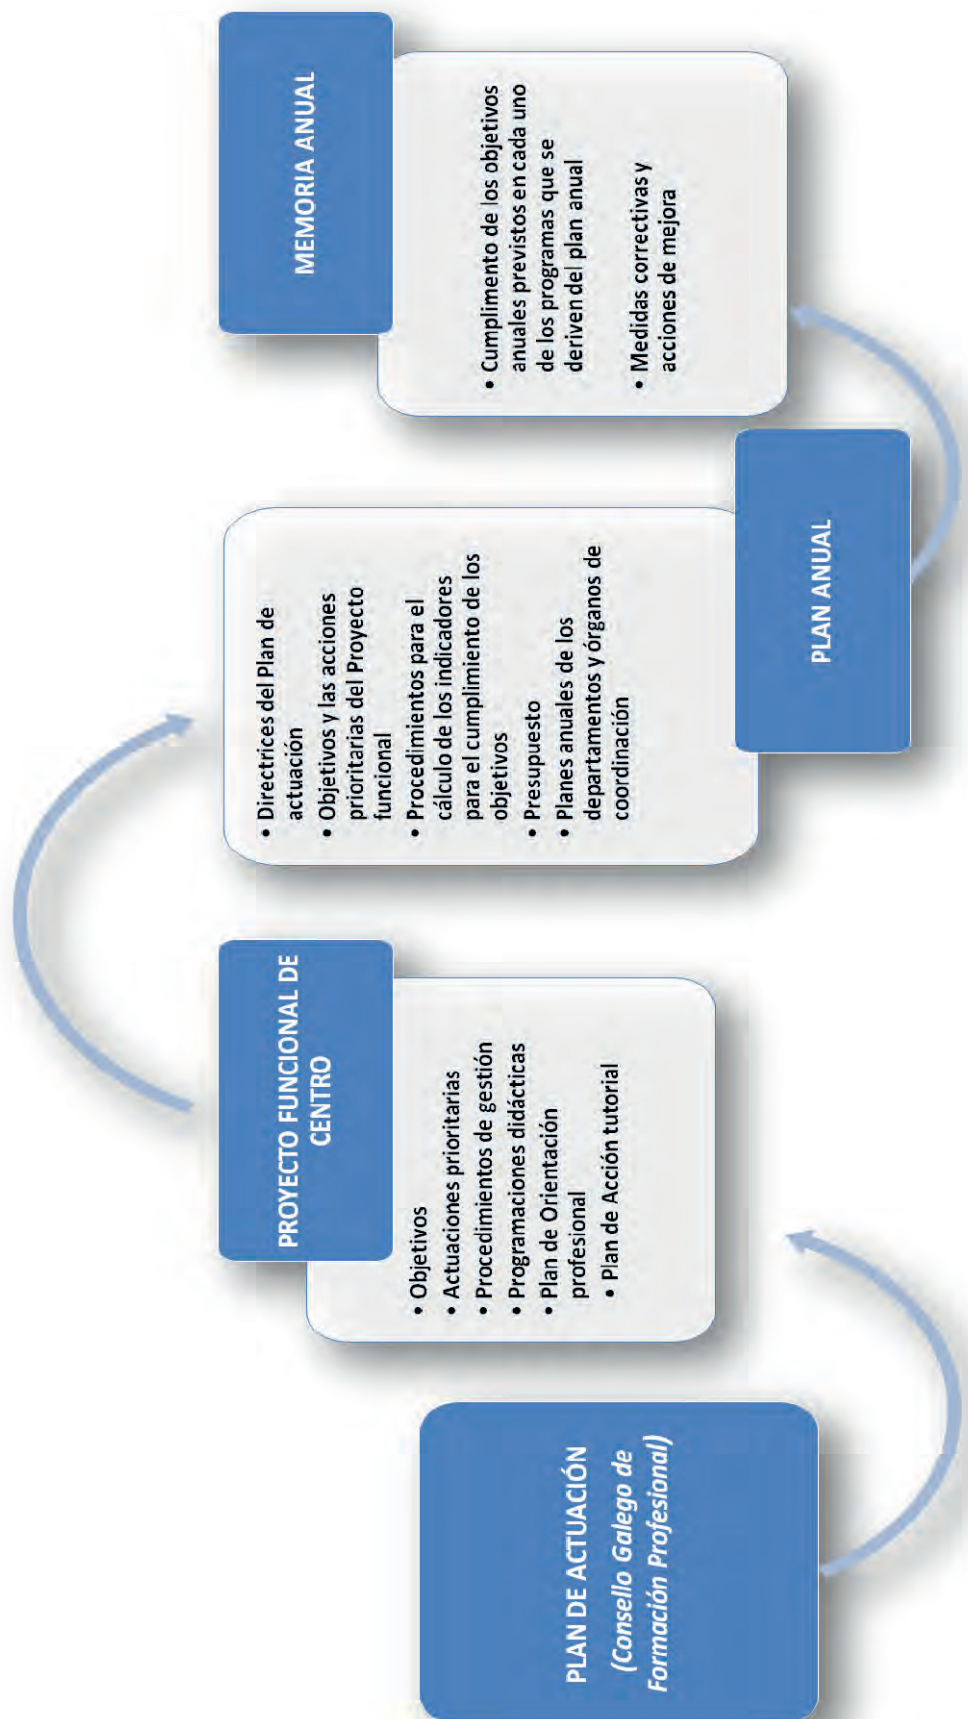 PLAN DE ACTUACIÓN
(Consello Galego de
Formación Profesional)
PROYECTO FUNCIONAL DE
CENTRO
• Objetivos
• Actuaciones prioritarias
• Procedimientos de gestión
• Programaciones didácticas
• Plan de Orientación
profesional
• Plan de Acción tutorial
• Directrices del Plan de
actuación
• Objetivos y las acciones
prioritarias del Proyecto
funcional
• Procedimientos para el
cálculo de los indicadores
para el cumplimiento de los
objetivos
• Presupuesto
• Planes anuales de los
departamentos y órganos de
coordinación
PLAN ANUAL
MEMORIA ANUAL
• Cumplimento de los objetivos
anuales previstos en cada uno
de los programas que se
deriven del plan anual
• Medidas correctivas y
acciones de mejora